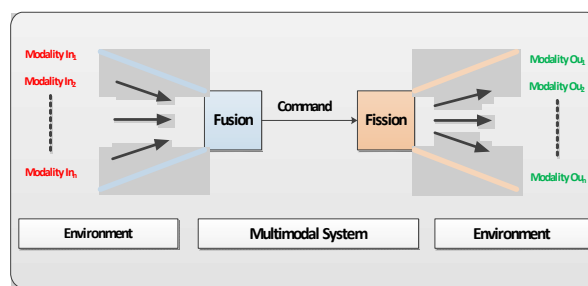 Modality In₁
Modality In₂
Modality Inₙ
Fusion
Command
Fission
Modality Ou₁
Modality Ou₂
Modality Ouₙ
Environment
Multimodal System
Environment